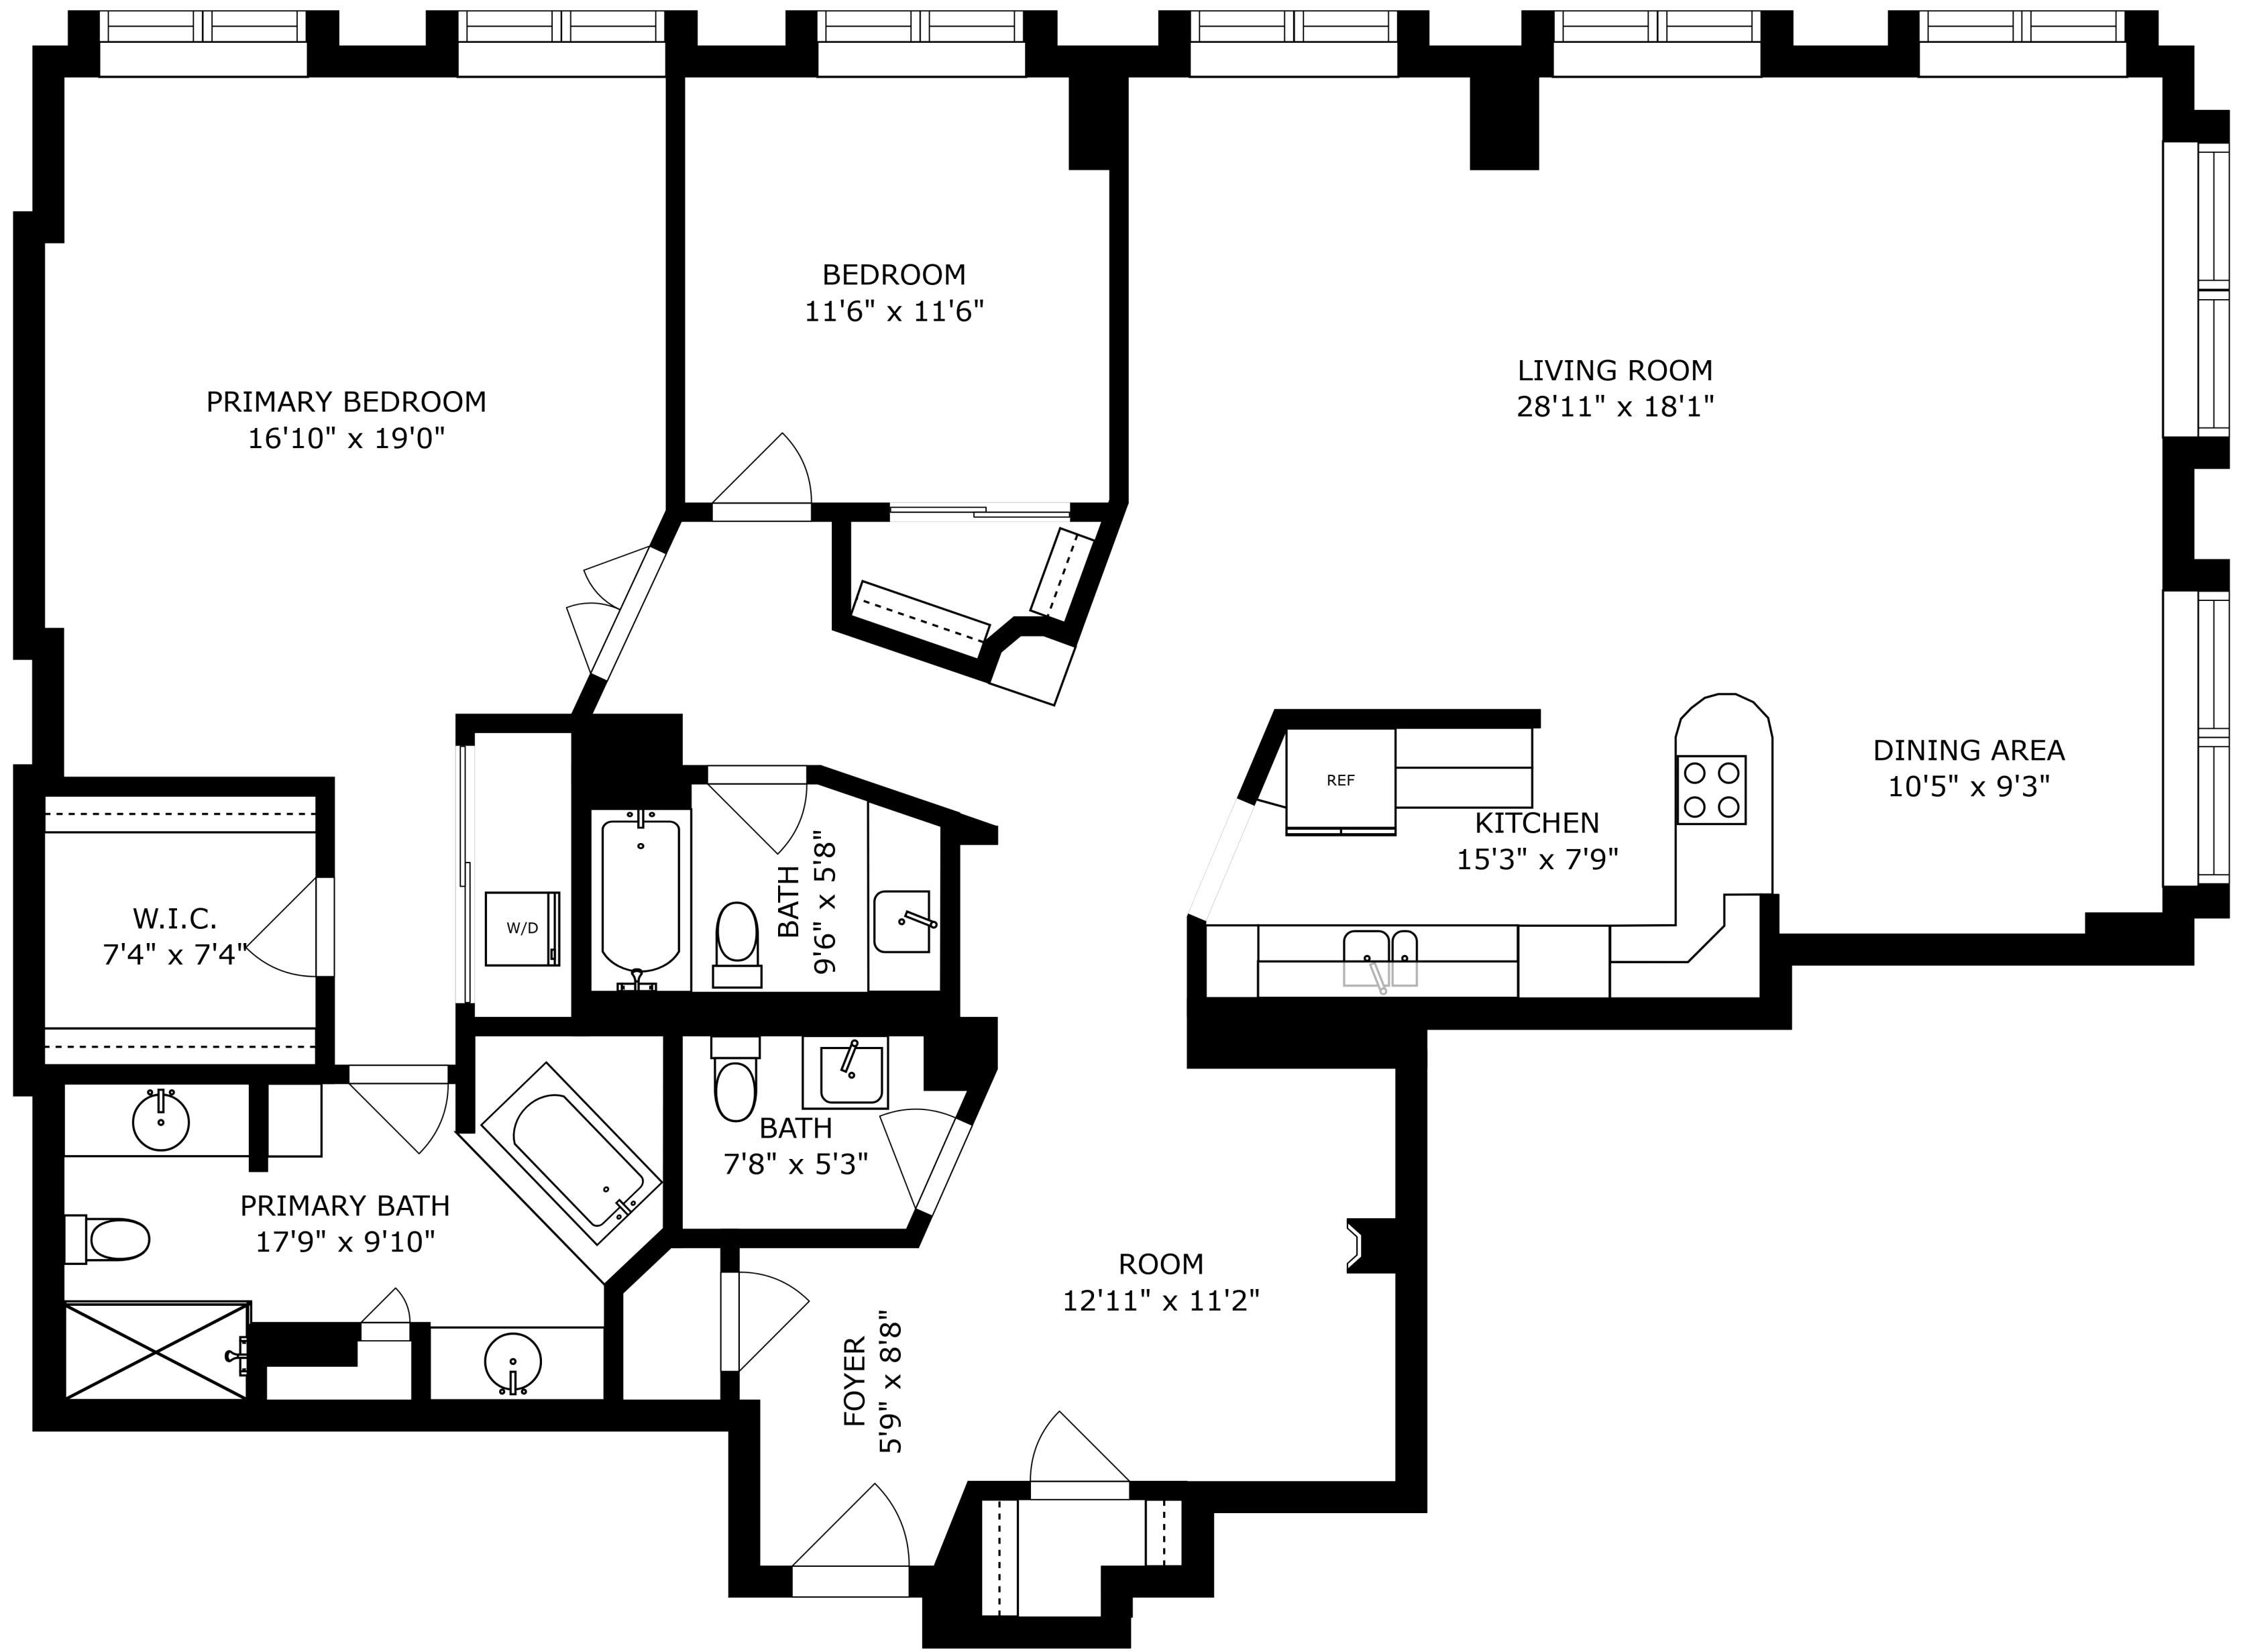 BEDROOM
11'6" x 11'6"
LIVING ROOM
28'11" x 18'1"
PRIMARY BEDROOM
16'10" x 19'0"
DINING AREA
10'5" x 9'3"
REF
KITCHEN
15'3" x 7'9"
W.I.C.
7'4" x 7'4"
W/D
BATH
9'6" x 5'8"
BATH
7'8" x 5'3"
PRIMARY BATH
17'9" x 9'10"
ROOM
12'11" x 11'2"
FOYER
5'9" x 8'8"